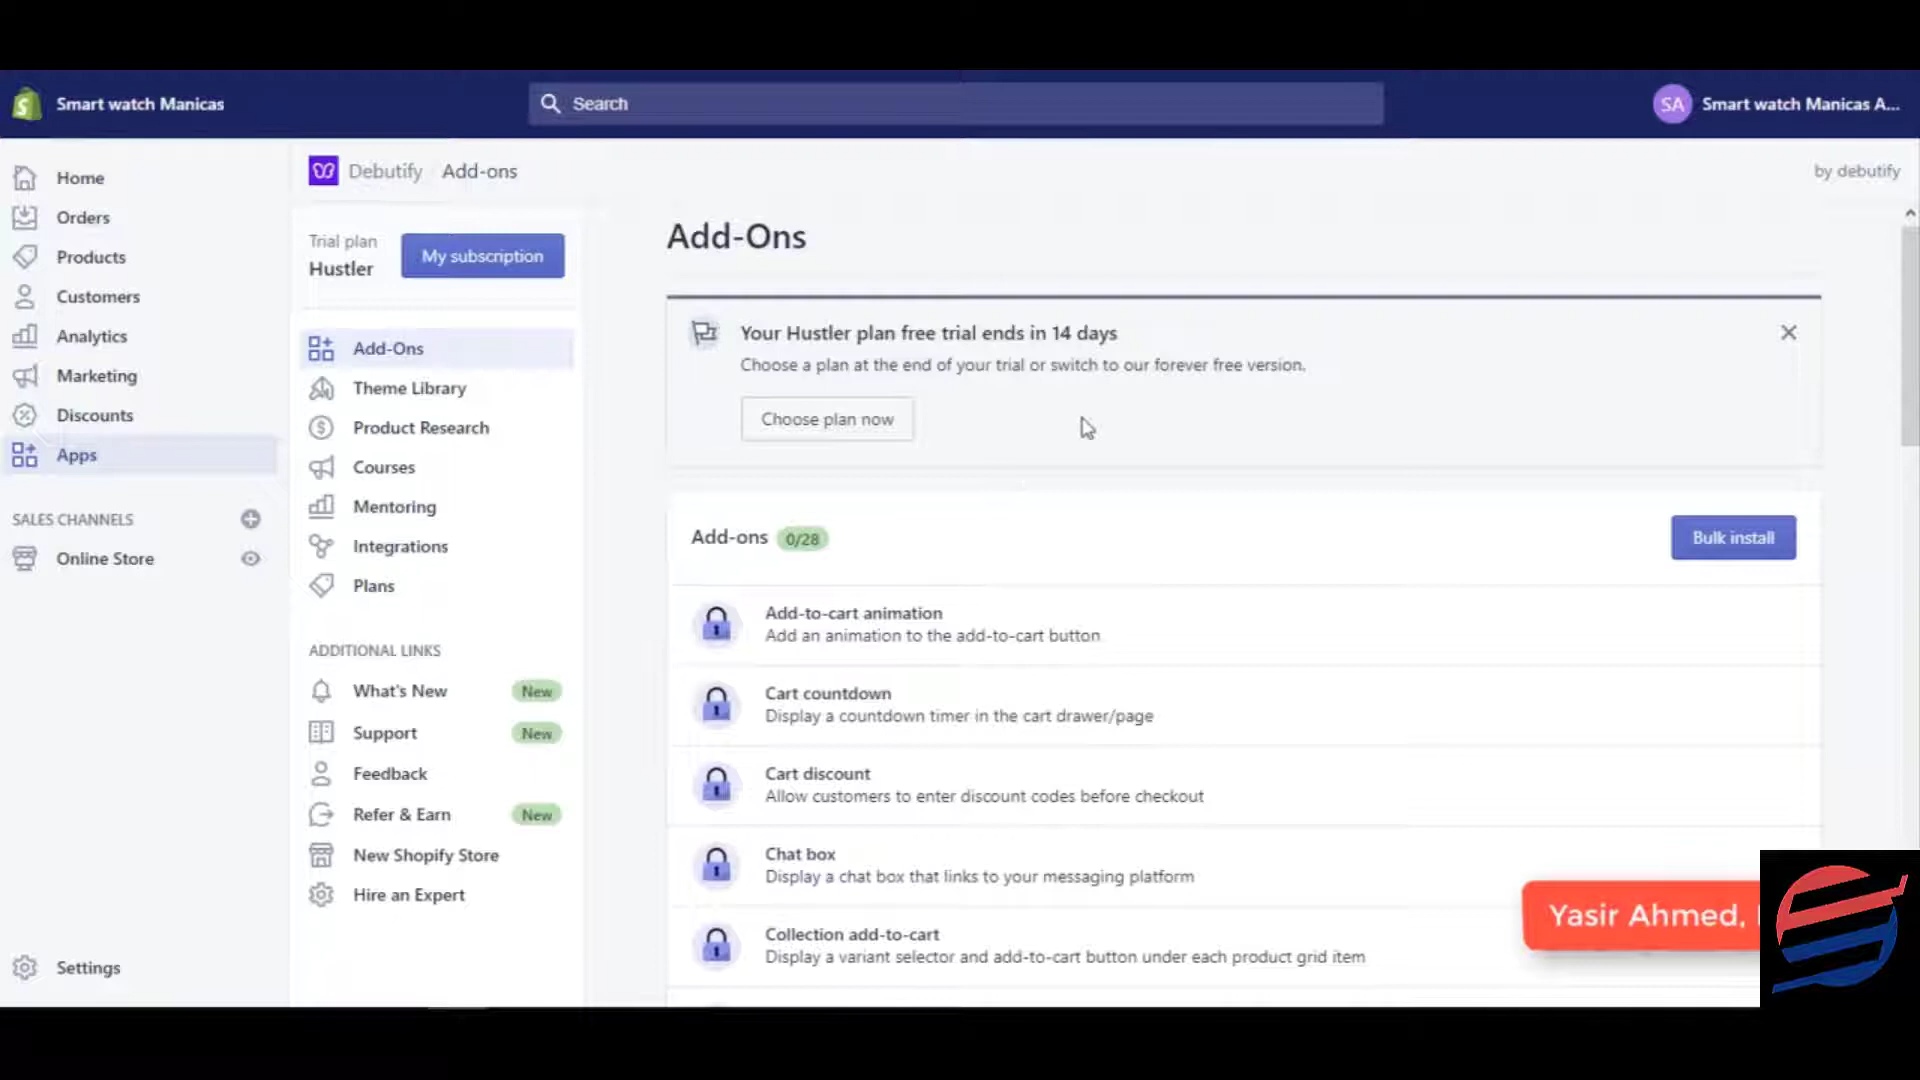 Smart watch Manicas
Search
SA
Smart watch Manicas A...
Home
Orders
Products
Customers
Analytics
Marketing
Discounts
Apps
SALES CHANNELS
Online Store
Settings
Debutify
Add-ons
by debutify
Trial plan
Hustler
My subscription
Add-Ons
Theme Library
Product Research
Courses
Mentoring
Integrations
Plans
ADDITIONAL LINKS
What's New
New
Support
New
Feedback
Refer & Earn
New
New Shopify Store
Hire an Expert
Add-Ons
Your Hustler plan free trial ends in 14 days
Choose a plan at the end of your trial or switch to our forever free version.
Choose plan now
Add-ons 0/28
Bulk install
Add-to-cart animation
Add an animation to the add-to-cart button
Cart countdown
Display a countdown timer in the cart drawer/page
Cart discount
Allow customers to enter discount codes before checkout
Chat box
Display a chat box that links to your messaging platform
Collection add-to-cart
Display a variant selector and add-to-cart button under each product grid item
Yasir Ahmed,